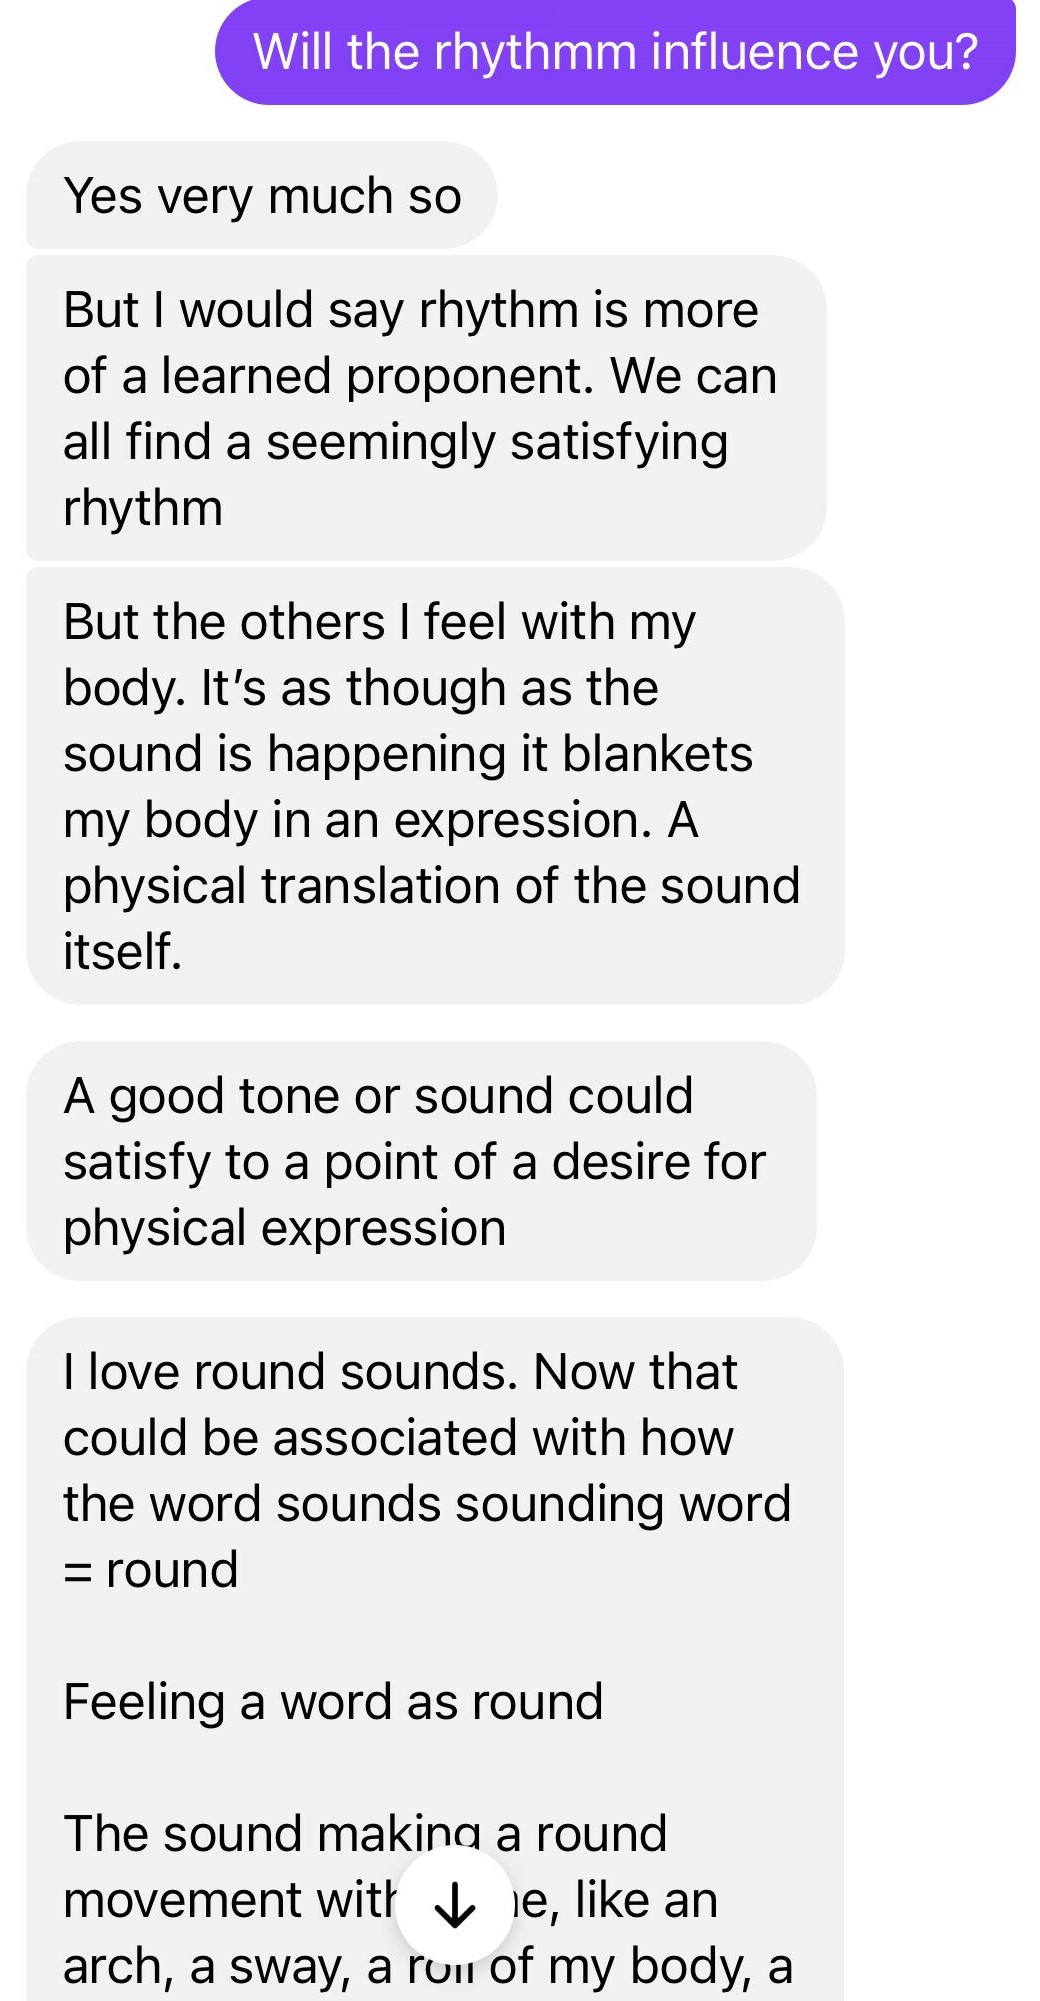 Will the rhythmm influence you?
Yes very much so
But I would say rhythm is more
of a learned proponent. We can
all find a seemingly satisfying
rhythm
But the others I feel with my
body. It’s as though as the
sound is happening it blankets
my body in an expression. A
physical translation of the sound
itself.
A good tone or sound could
satisfy to a point of a desire for
physical expression
I love round sounds. Now that
could be associated with how
the word sounds sounding word
= round
Feeling a word as round
The sound making a round
movement like an
arch, a sway, a roll of my body, a